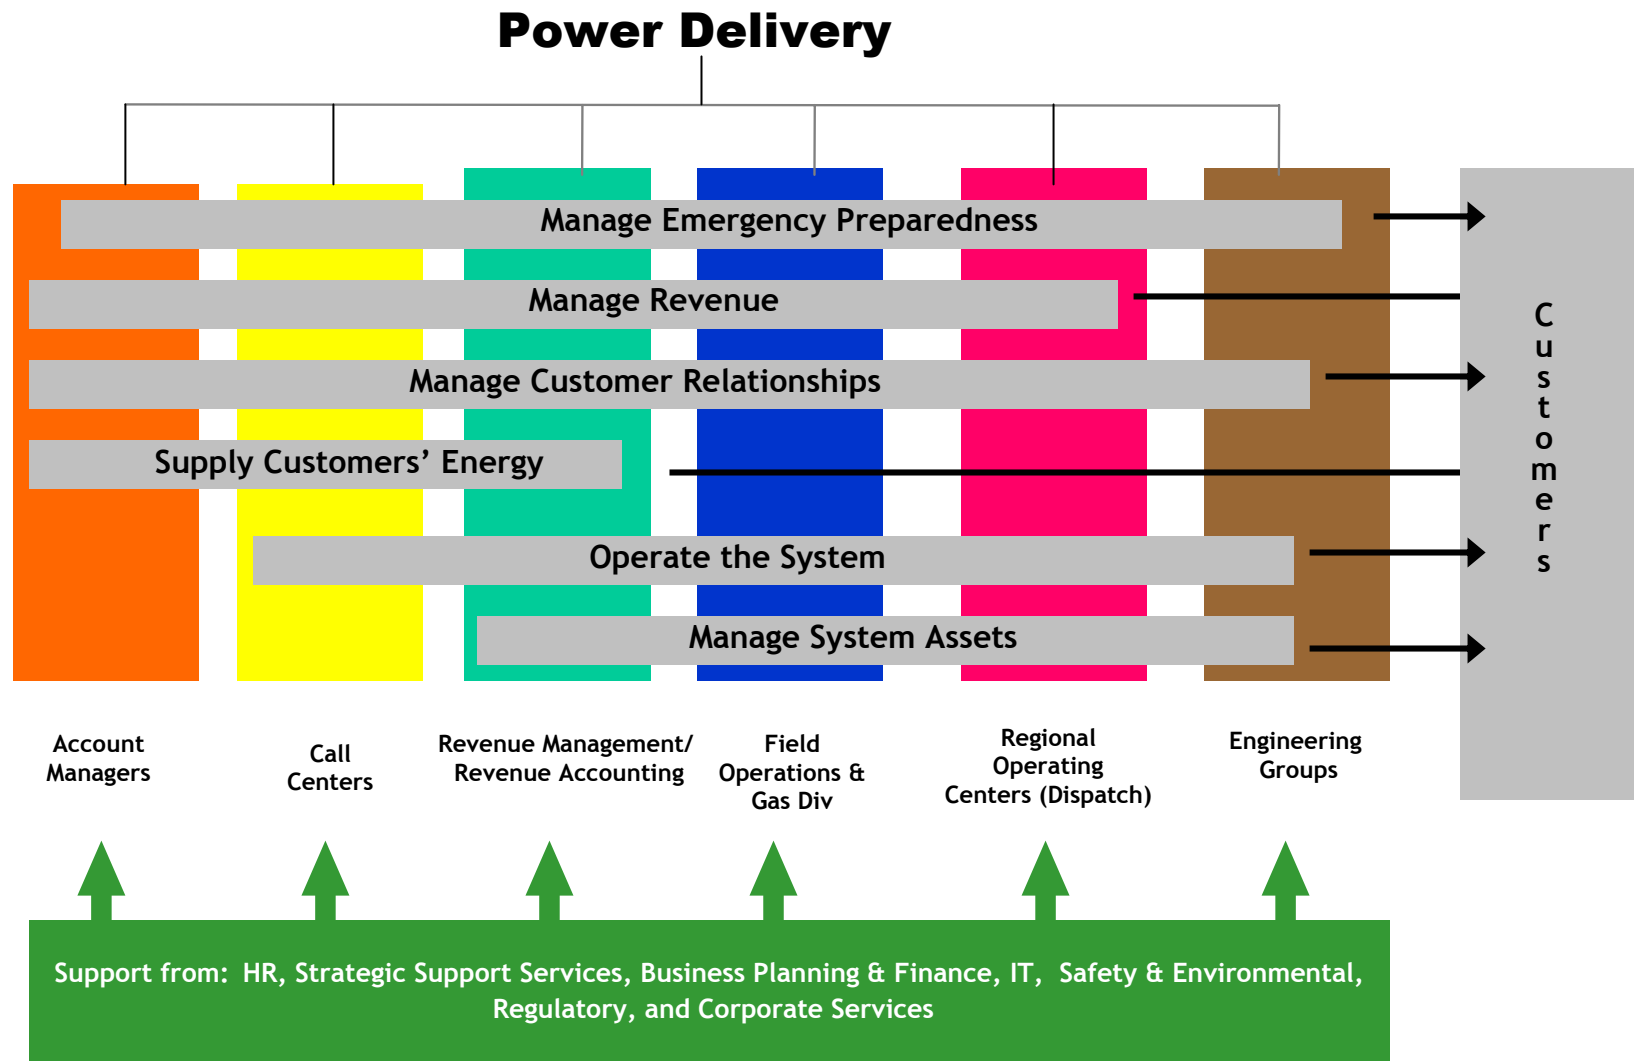 Power Delivery
Manage Emergency Preparedness
Manage Revenue
Manage Customer Relationships
Supply Customers’ Energy
Operate the System
Manage System Assets
Customers
Account
Managers
Call
Centers
Revenue Management/
Revenue Accounting
Field
Operations &
Gas Div
Regional
Operating
Centers (Dispatch)
Engineering
Groups
Support from:  HR, Strategic Support Services, Business Planning & Finance, IT,  Safety & Environmental,
Regulatory, and Corporate Services